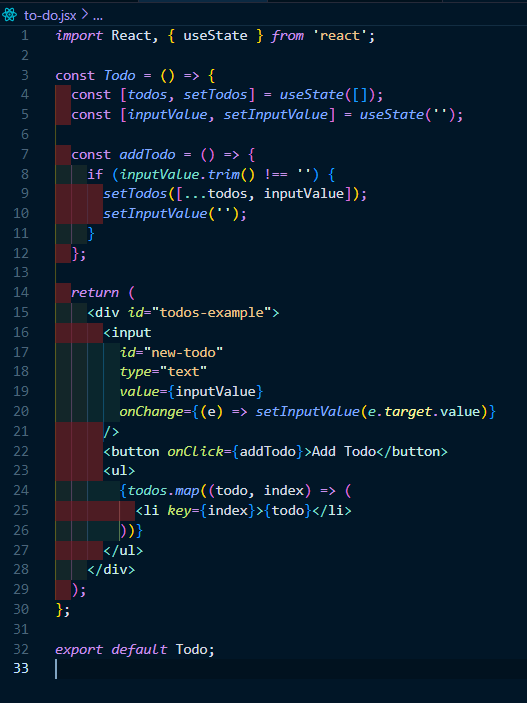 to-do.jsx > ...
1 import React, { useState } from 'react';
2
3 const Todo = () => {
4   const [todos, setTodos] = useState([]);
5   const [inputValue, setInputValue] = useState('');
6
7   const addTodo = () => {
8     if (inputValue.trim() !== '') {
9       setTodos([...todos, inputValue]);
10       setInputValue('');
11     }
12   };
13
14   return (
15     <div id="todos-example">
16       <input
17         id="new-todo"
18         type="text"
19         value={inputValue}
20         onChange={(e) => setInputValue(e.target.value)}
21       />
22       <button onClick={addTodo}>Add Todo</button>
23       <ul>
24         {todos.map((todo, index) => (
25           <li key={index}>{todo}</li>
26         ))}
27       </ul>
28     </div>
29   );
30 };
31
32 export default Todo;
33